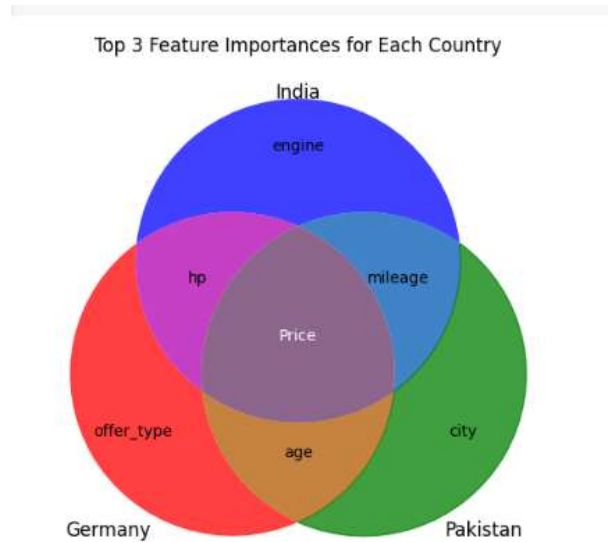 Top 3 Feature Importances for Each Country
India
engine
hp
mileage
Price
offer_type
city
age
Germany
Pakistan